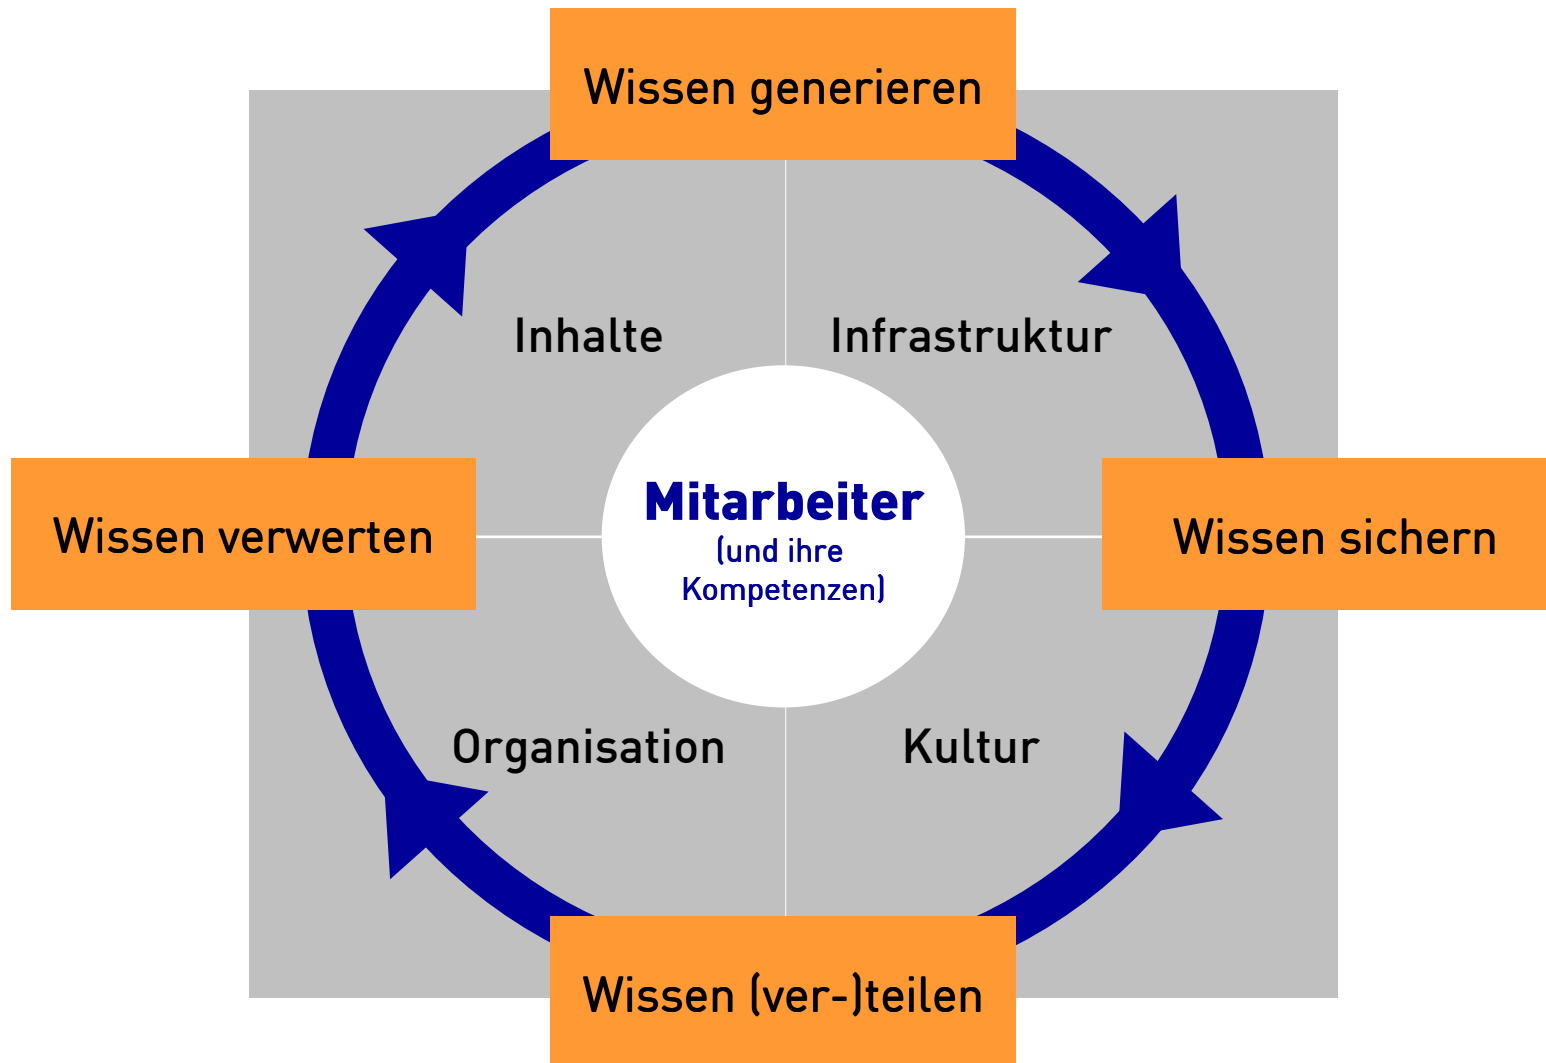 Wissen generieren
Inhalte
Infrastruktur
Wissen verwerten
Mitarbeiter
(und ihre
Kompetenzen)
Wissen sichern
Organisation
Kultur
Wissen (ver-)teilen